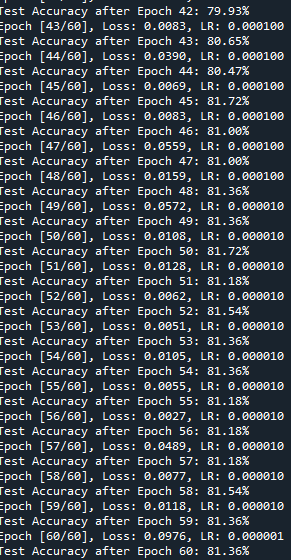 Test Accuracy after Epoch 42: 79.93%
Epoch [43/60], Loss: 0.0083, LR: 0.000100
Test Accuracy after Epoch 43: 80.65%
Epoch [44/60], Loss: 0.0390, LR: 0.000100
Test Accuracy after Epoch 44: 80.47%
Epoch [45/60], Loss: 0.0069, LR: 0.000100
Test Accuracy after Epoch 45: 81.72%
Epoch [46/60], Loss: 0.0083, LR: 0.000100
Test Accuracy after Epoch 46: 81.00%
Epoch [47/60], Loss: 0.0559, LR: 0.000100
Test Accuracy after Epoch 47: 81.00%
Epoch [48/60], Loss: 0.0159, LR: 0.000100
Test Accuracy after Epoch 48: 81.36%
Epoch [49/60], Loss: 0.0572, LR: 0.000010
Test Accuracy after Epoch 49: 81.36%
Epoch [50/60], Loss: 0.0108, LR: 0.000010
Test Accuracy after Epoch 50: 81.72%
Epoch [51/60], Loss: 0.0128, LR: 0.000010
Test Accuracy after Epoch 51: 81.18%
Epoch [52/60], Loss: 0.0062, LR: 0.000010
Test Accuracy after Epoch 52: 81.54%
Epoch [53/60], Loss: 0.0051, LR: 0.000010
Test Accuracy after Epoch 53: 81.36%
Epoch [54/60], Loss: 0.0105, LR: 0.000010
Test Accuracy after Epoch 54: 81.36%
Epoch [55/60], Loss: 0.0055, LR: 0.000010
Test Accuracy after Epoch 55: 81.18%
Epoch [56/60], Loss: 0.0027, LR: 0.000010
Test Accuracy after Epoch 56: 81.18%
Epoch [57/60], Loss: 0.0489, LR: 0.000010
Test Accuracy after Epoch 57: 81.18%
Epoch [58/60], Loss: 0.0077, LR: 0.000010
Test Accuracy after Epoch 58: 81.54%
Epoch [59/60], Loss: 0.0118, LR: 0.000010
Test Accuracy after Epoch 59: 81.36%
Epoch [60/60], Loss: 0.0976, LR: 0.000001
Test Accuracy after Epoch 60: 81.36%